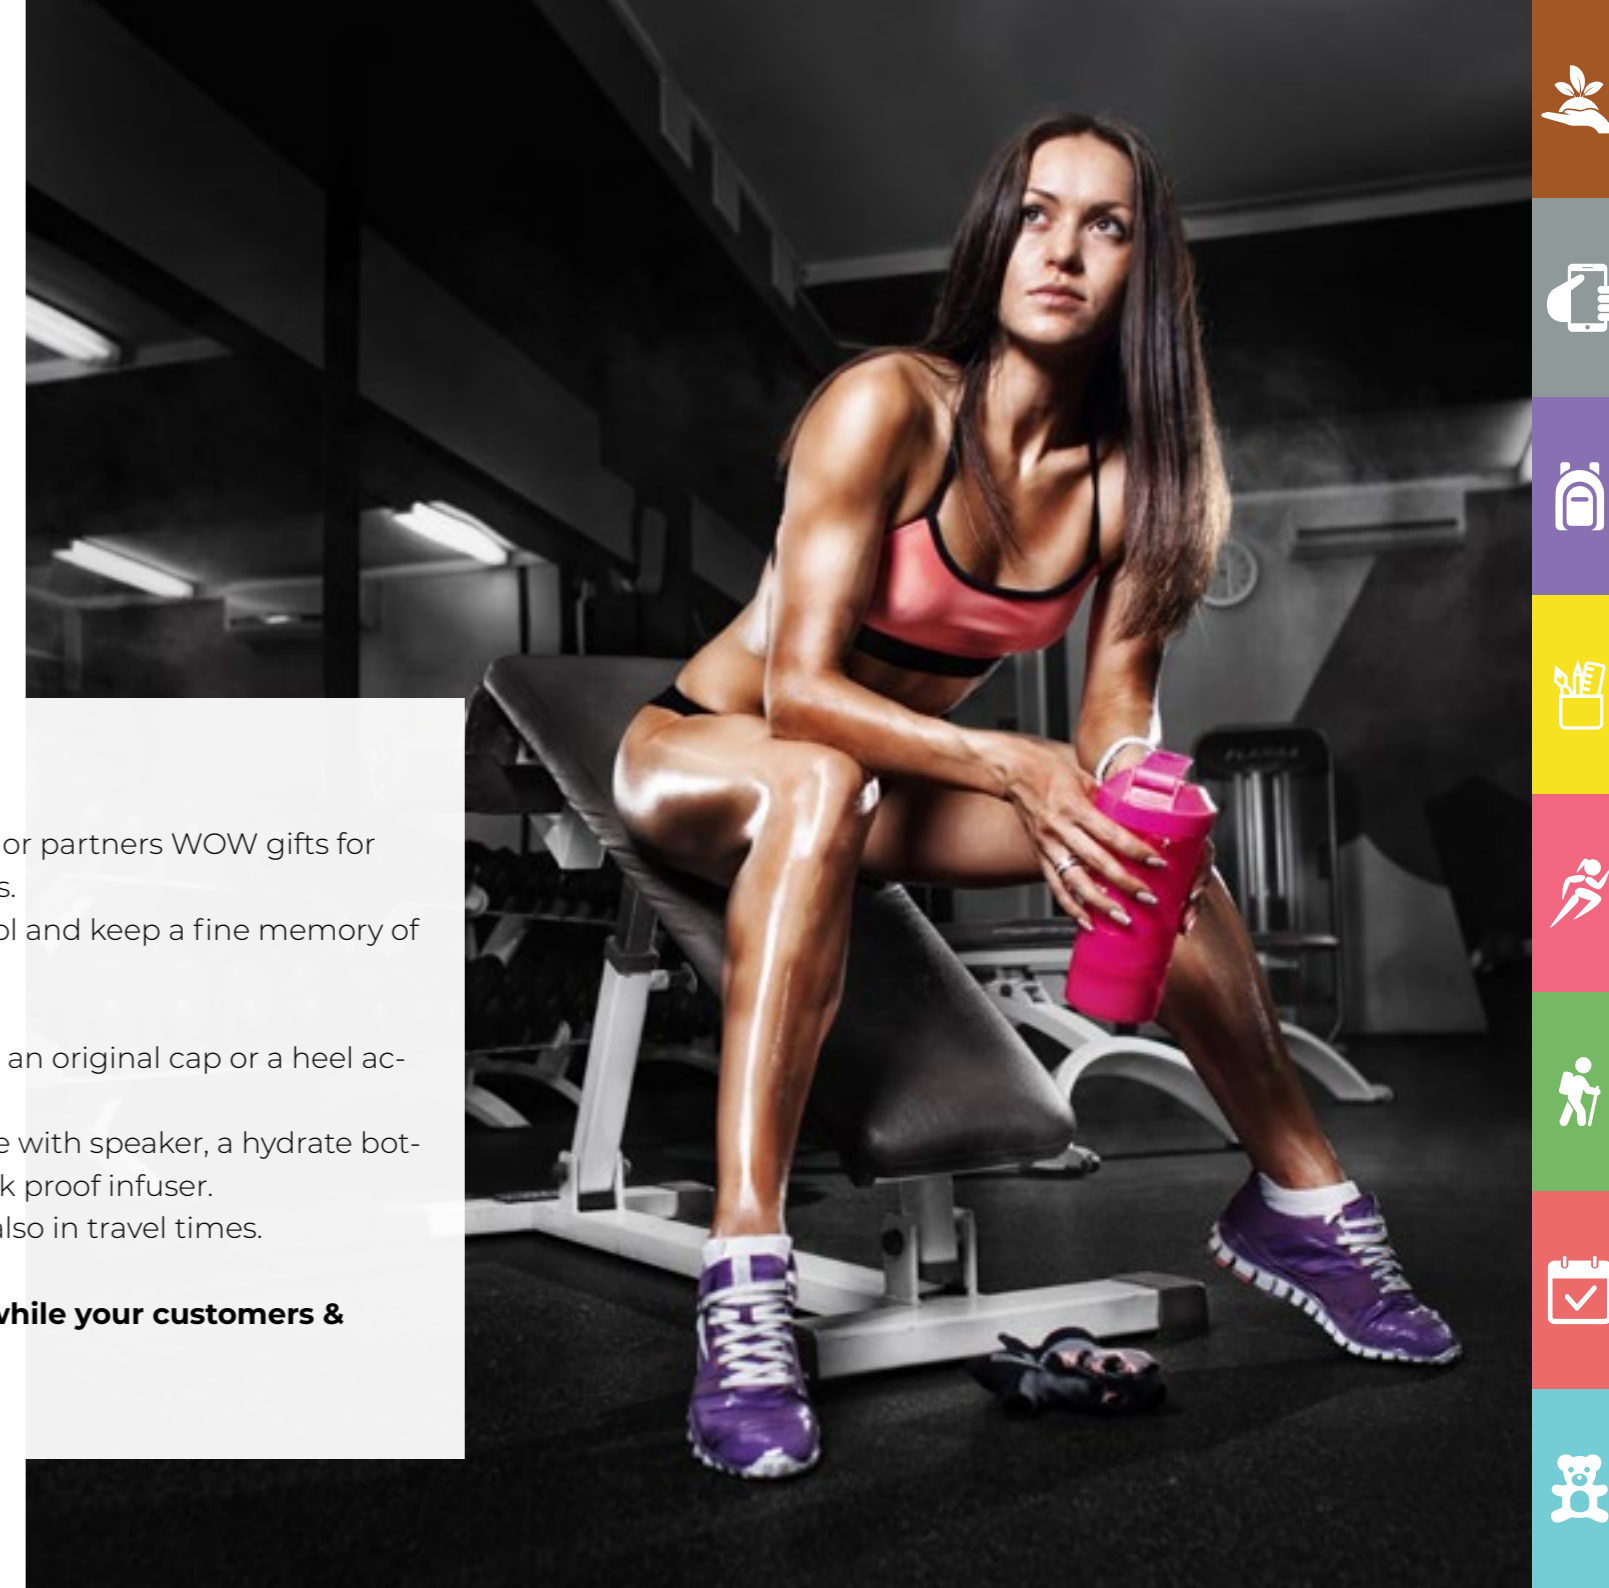 or partners WOW gifts for
s.
ol and keep a fine memory of
an original cap or a heel ac-
e with speaker, a hydrate bot-
k proof infuser.
also in travel times.
while your customers &